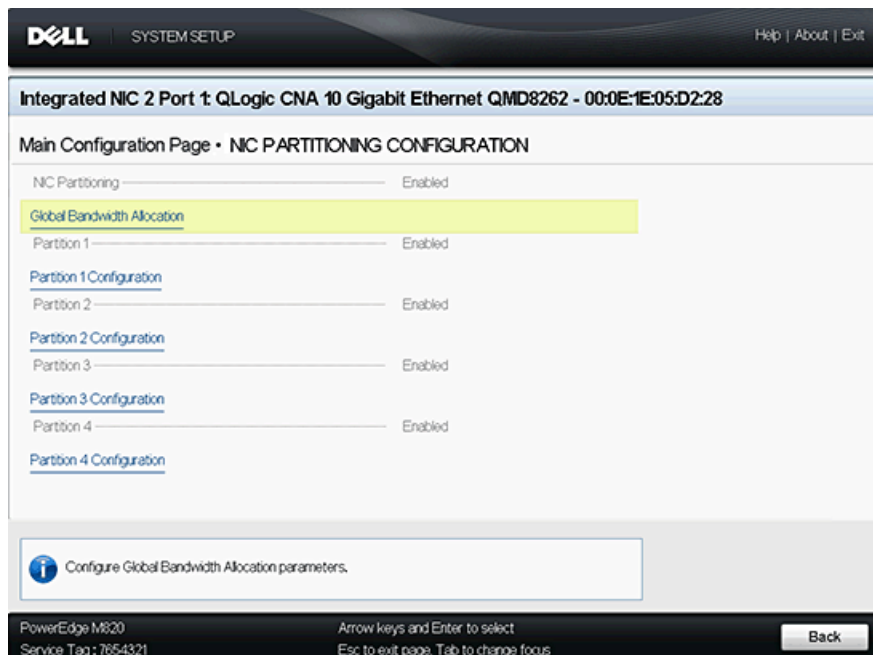 DELL SYSTEM SETUP Help | About | Exit
Integrated NIC 2 Port 1: QLogic CNA 10 Gigabit Ethernet QMD8262 - 00:0E:1E:05:D2:28
Main Configuration Page • NIC PARTITIONING CONFIGURATION
NIC Partitioning Enabled
Global Bandwidth Allocation
Partition 1 Enabled
Partition 1 Configuration
Partition 2 Enabled
Partition 2 Configuration
Partition 3 Enabled
Partition 3 Configuration
Partition 4 Enabled
Partition 4 Configuration
Configure Global Bandwidth Allocation parameters.
PowerEdge M820 Arrow keys and Enter to select Back
Service Tag : 7654321 Esc to exit page, Tab to change focus